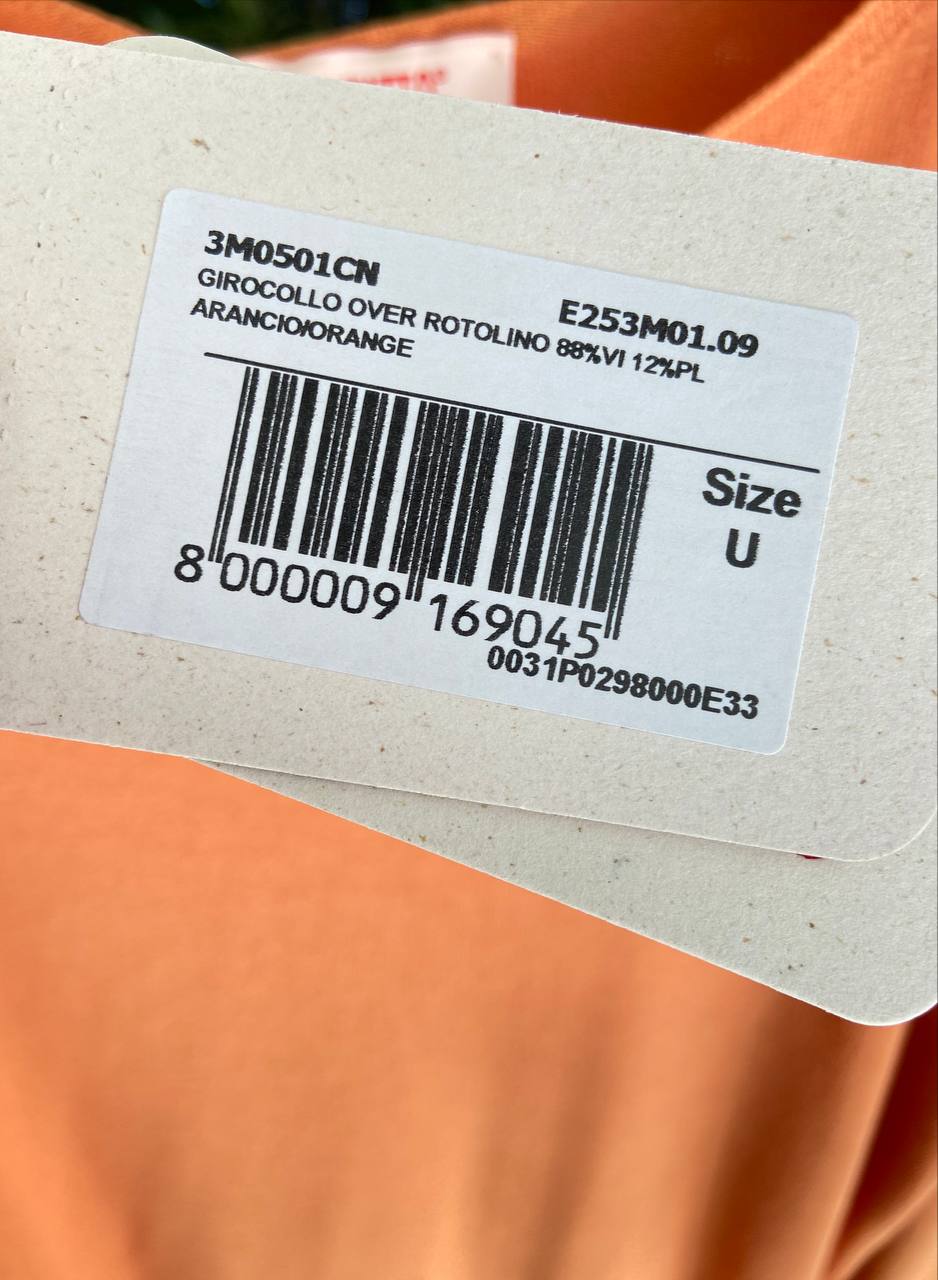 3M0501CN
E253M01.09
GIROCOLLO OVER ROTOLINO 88%VI 12%PL
ARANCIO/ORANGE
Size
U
8 000009 169045
0031P0298000E33